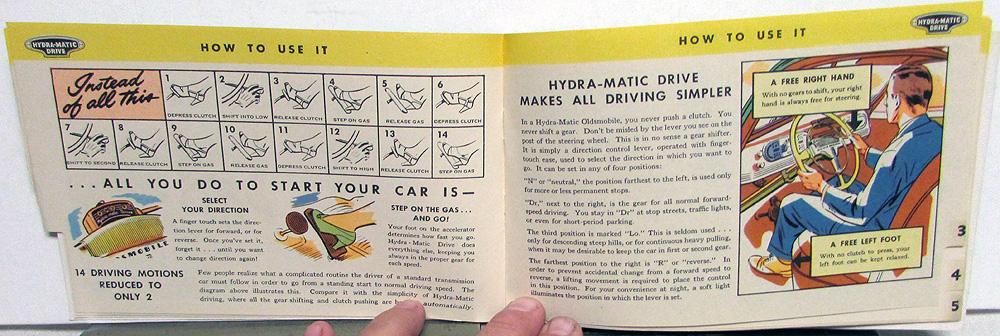 HYDRA-MATIC
DRIVE
HOW TO USE IT
Instead
of all this
1
DEPRESS CLUTCH
2
SHIFT INTO LOW
3
RELEASE CLUTCH
4
STEP ON GAS
5
RELEASE GAS
6
DEPRESS CLUTCH
7
SHIFT TO SECOND
8
RELEASE CLUTCH
9
STEP ON GAS
10
RELEASE GAS
11
DEPRESS CLUTCH
12
SHIFT TO HIGH
13
RELEASE CLUTCH
14
STEP ON GAS
...ALL YOU DO TO START YOUR CAR IS—
SELECT
YOUR DIRECTION
A finger touch sets the direc-
tion lever for forward, or for
reverse. Once you've set it,
forget it . . . until you want
to change direction again!
STEP ON THE GAS...
AND GO!
Your foot on the accelerator
determines how fast you go.
Hydra-Matic Drive does
everything else, keeping you
always in the proper gear for
each speed.
14 DRIVING MOTIONS
REDUCED TO
ONLY 2
Few people realize what a complicated routine the driver of a standard transmission
car must follow in order to go from a standing start to normal driving speed. The
diagram above illustrates this. Compare it with the simplicity of Hydra-Matic
driving, where all the gear shifting and clutch pushing are automatically.
HOW TO USE IT
HYDRA-MATIC
DRIVE
HYDRA-MATIC DRIVE
MAKES ALL DRIVING SIMPLER
In a Hydra-Matic Oldsmobile, you never push a clutch. You
never shift a gear. Don't be misled by the lever you see on the
post of the steering wheel. This is no sense a gear shifter.
It is simply a direction control lever, operated with finger-
touch ease, used to select the direction in which you want to
go. It can be set in any of four positions:
"N" or "neutral," the position farthest to the left, is used only
for more or less permanent stops.
"Dr," next to the right, is the gear for all normal forward-
speed driving. You stay in "Dr" at stop streets, traffic lights,
or even for short-period parking.
The third position is marked "Lo." This is seldom used . . .
only for descending steep hills, or for continuous heavy pulling,
when it may be desirable to keep the car in first or second gear.
The farthest position to the right is "R" or "reverse." In
order to prevent accidental change from a forward speed to
reverse, a lifting movement is required to place the control
in this position. For your convenience at night, a soft light
illuminates the position in which the lever is set.
A FREE RIGHT HAND
With no gears to shift, your right
hand is always free for steering.
A FREE LEFT FOOT
With no clutch to press, your
left foot can be kept relaxed.
3
4
5